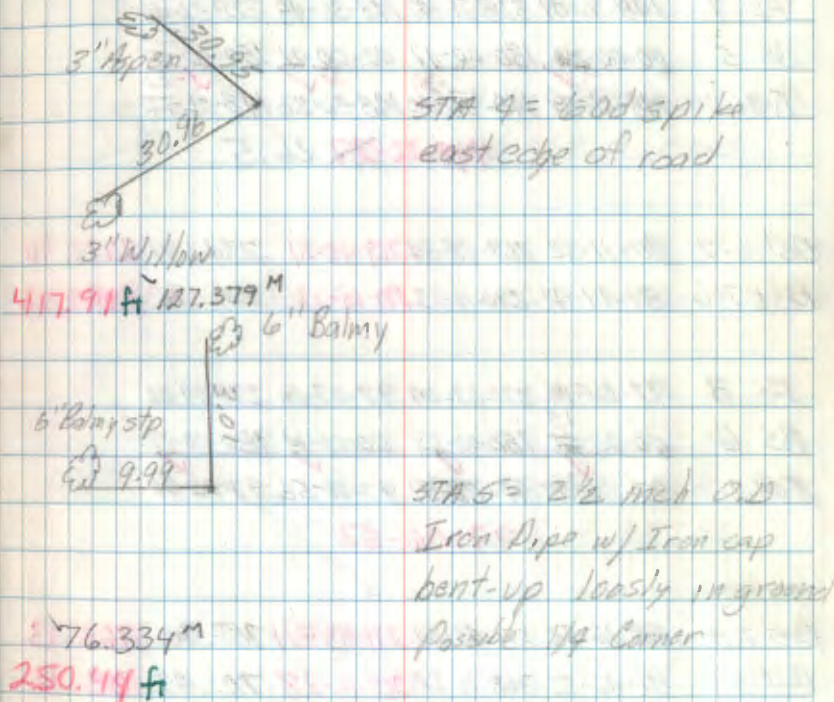 3" Aspen
30.95
30.96
3" Willow
STA 4 = 60d spike
east edge of road
417.91 ft 127.379 M
6" Balmy
10.13
6" Balmy stp
9.99
STA 5 = 2 1/2 inch O.D
Iron Pipe w/ Iron cap
bent-up loosly in ground
Possible 1/4 Corner
76.334 M
250.44 ft